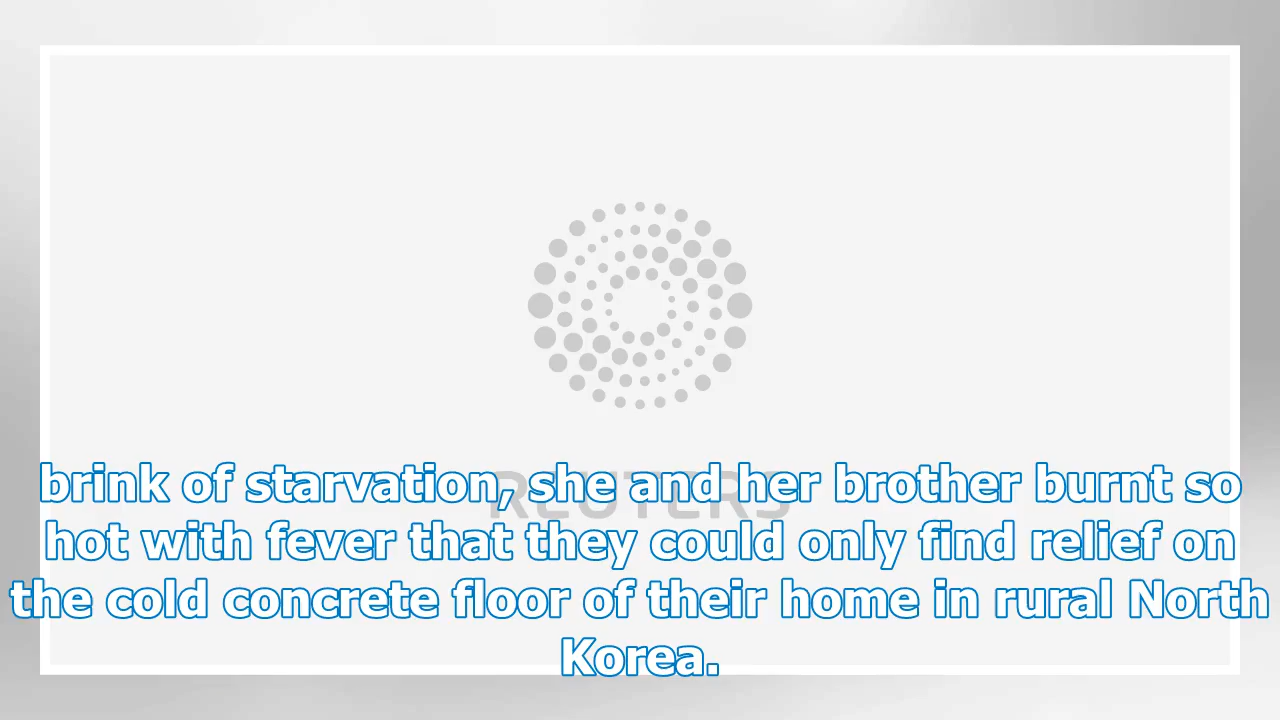 REUTERS
brink of starvation, she and her brother burnt so
hot with fever that they could only find relief on
the cold concrete floor of their home in rural North
Korea.